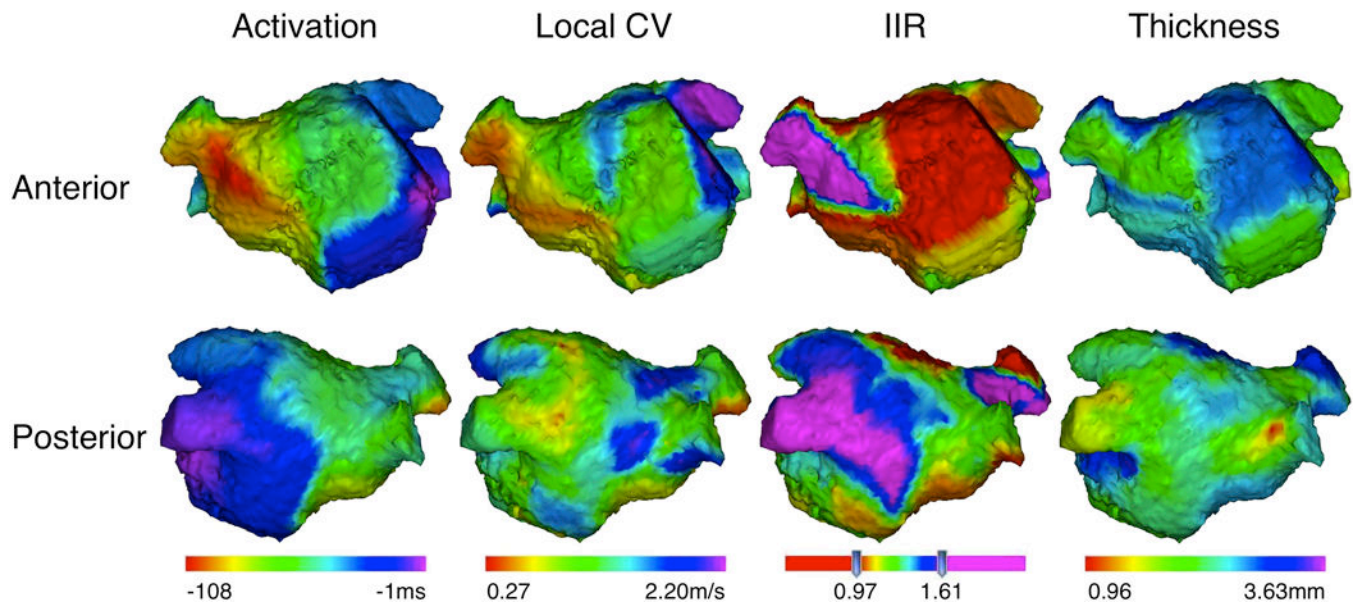 Activation Local CV IIR Thickness
Anterior
Posterior
-108 -1ms 0.27 2.20m/s 0.97 1.61 0.96 3.63mm